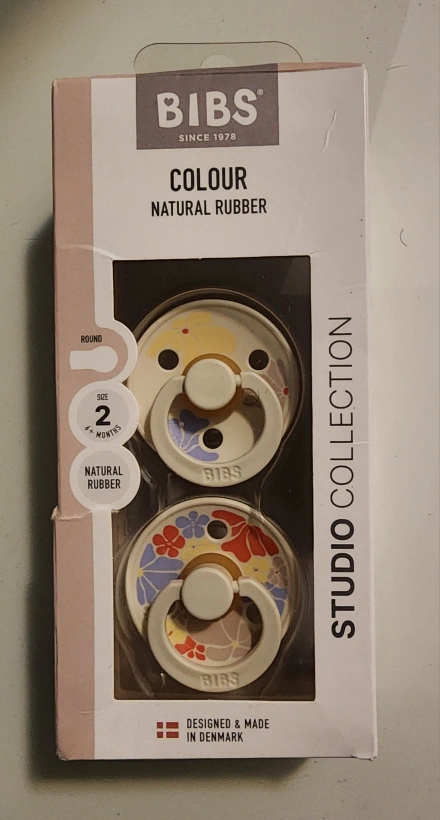 BIBS®
SINCE 1978
COLOUR
NATURAL RUBBER
ROUND
SIZE
2
6+ MONTHS
NATURAL
RUBBER
BIBS
BIBS
STUDIO COLLECTION
DESIGNED & MADE
IN DENMARK